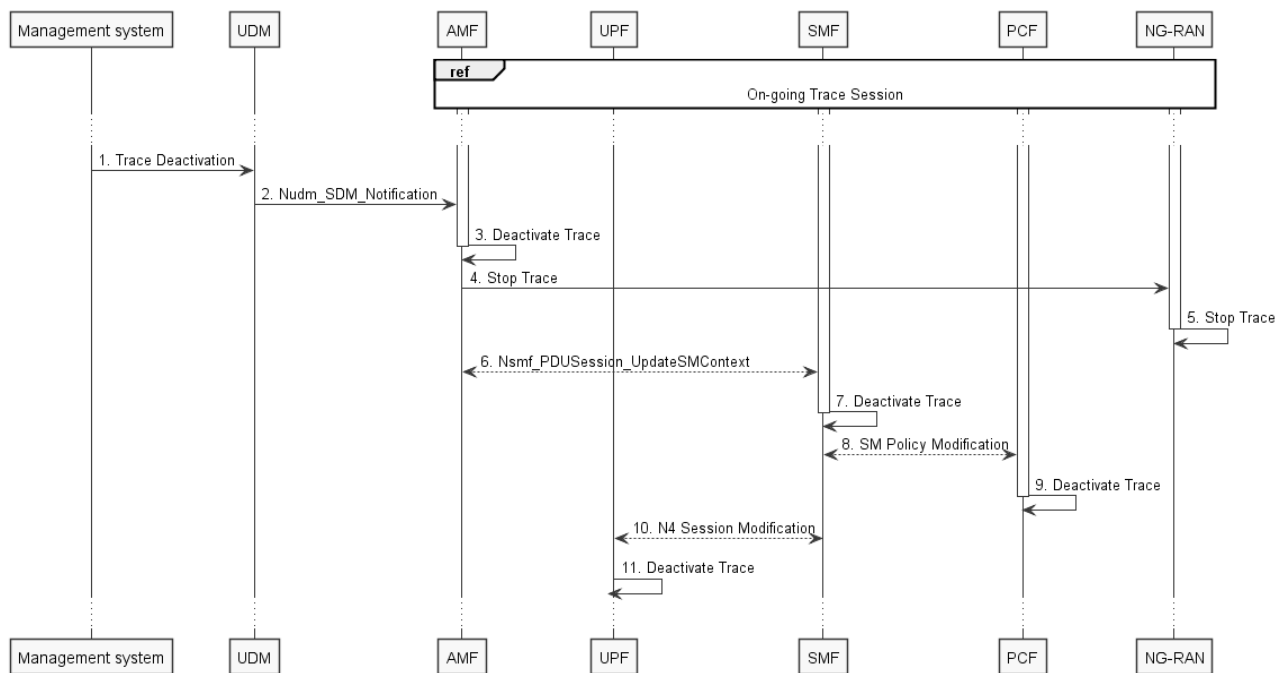 Management system
UDM
AMF
UPF
SMF
PCF
NG-RAN
ref
On-going Trace Session
1. Trace Deactivation
2. Nudm_SDM_Notification
3. Deactivate Trace
4. Stop Trace
5. Stop Trace
6. Nsmf_PDUSession_UpdateSMContext
7. Deactivate Trace
8. SM Policy Modification
9. Deactivate Trace
10. N4 Session Modification
11. Deactivate Trace
Management system
UDM
AMF
UPF
SMF
PCF
NG-RAN